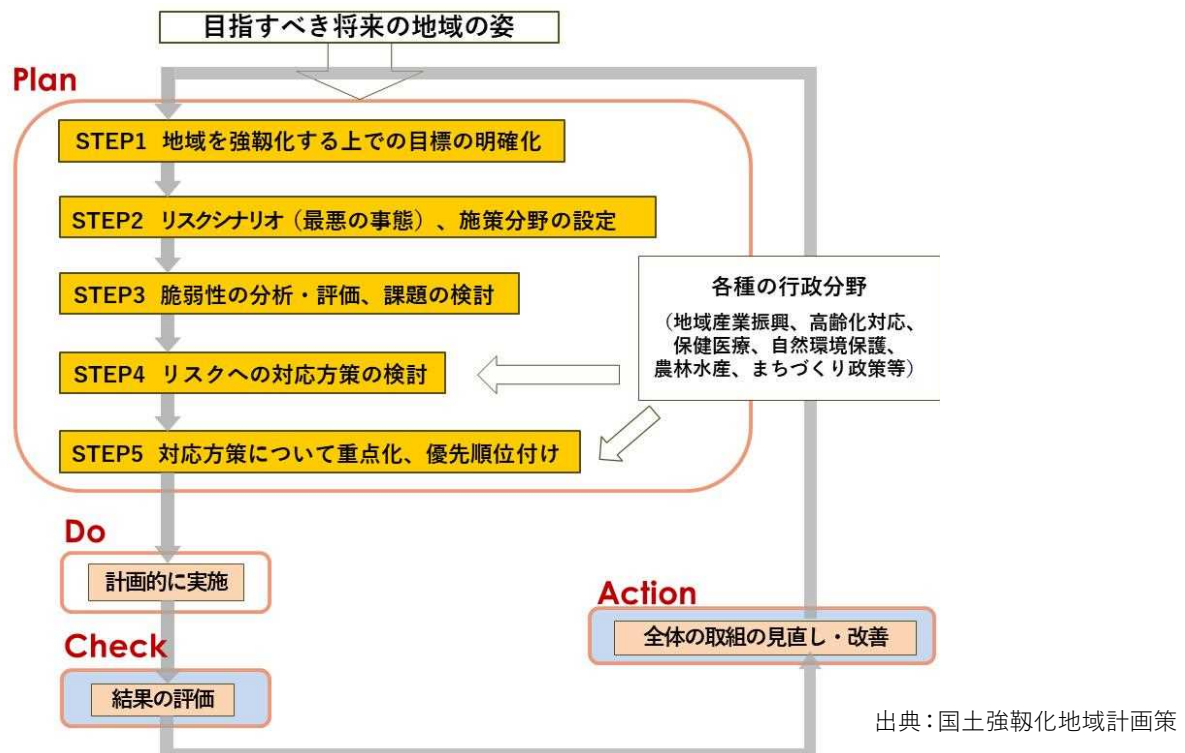 目指すべき将来の地域の姿
Plan
STEP1 地域を強靱化する上での目標の明確化
STEP2 リスクシナリオ（最悪の事態）、施策分野の設定
STEP3 脆弱性の分析・評価、課題の検討
各種の行政分野
（地域産業振興、高齢化対応、
保健医療、自然環境保護、
農林水産、まちづくり政策等）
STEP4 リスクへの対応方策の検討
STEP5 対応方策について重点化、優先順位付け
Do
計画的に実施
Action
全体の取組の見直し・改善
Check
結果の評価
出典：国土強靱化地域計画策